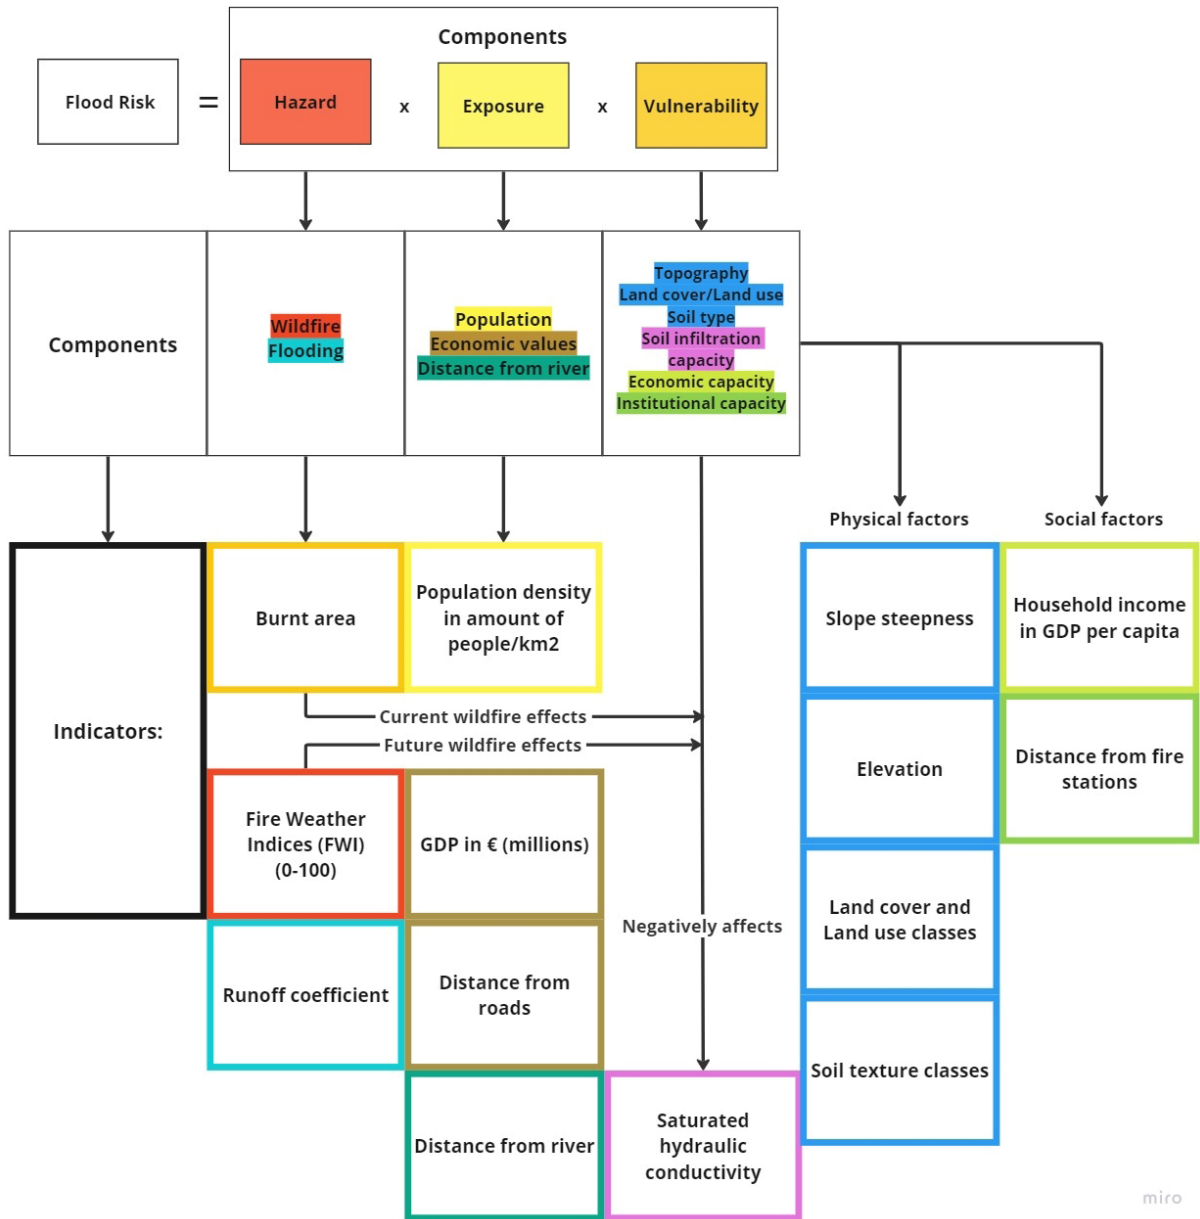 Components
Flood Risk
=
Hazard
x
Exposure
x
Vulnerability
Components
Wildfire
Flooding
Population
Economic values
Distance from river
Topography
Land cover/Land use
Soil type
Soil infiltration
capacity
Economic capacity
Institutional capacity
Physical factors
Social factors
Indicators:
Burnt area
Population density
in amount of
people/km2
Slope steepness
Household income
in GDP per capita
Current wildfire effects
Future wildfire effects
Elevation
Distance from fire
stations
Fire Weather
Indices (FWI)
(0-100)
GDP in € (millions)
Negatively affects
Land cover and
Land use classes
Runoff coefficient
Distance from
roads
Soil texture classes
Distance from river
Saturated
hydraulic
conductivity
miro